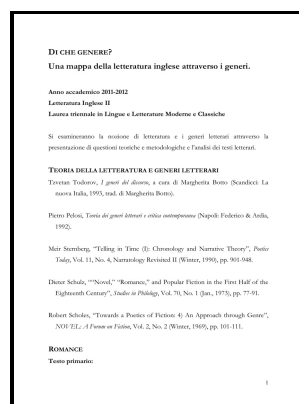 DI CHE GENERE?
Una mappa della letteratura inglese attraverso i generi.
Anno accademico 2011-2012
Letteratura Inglese II
Laurea triennale in Lingue e Letterature Moderne e Classiche
Si esamineranno la nozione di letteratura e i generi letterari attraverso la
presentazione di questioni teoriche e metodologiche e l'analisi dei testi letterari.
TEORIA DELLA LETTERATURA E GENERI LETTERARI
Tzvetan Todorov, I generi del discorso, a cura di Margherita Botto (Scandicci: La
nuova Italia, 1993, trad. di Margherita Botto).
Pietro Pelosi, Teoria dei generi letterari e critica contemporanea (Napoli: Federico & Ardia,
1992).
Meir Sternberg, “Telling in Time (I): Chronology and Narrative Theory”, Poetics
Today, Vol. 11, No. 4, Narratology Revisited II (Winter, 1990), pp. 901-948.
Dieter Schulz, ““Novel,” “Romance,” and Popular Fiction in the First Half of the
Eighteenth Century”, Studies in Philology, Vol. 70, No. 1 (Jan., 1973), pp. 77-91.
Robert Scholes, “Towards a Poetics of Fiction: 4) An Approach through Genre”,
NOVEL: A Forum on Fiction, Vol. 2, No. 2 (Winter, 1969), pp. 101-111.
ROMANCE
Testo primario:
1